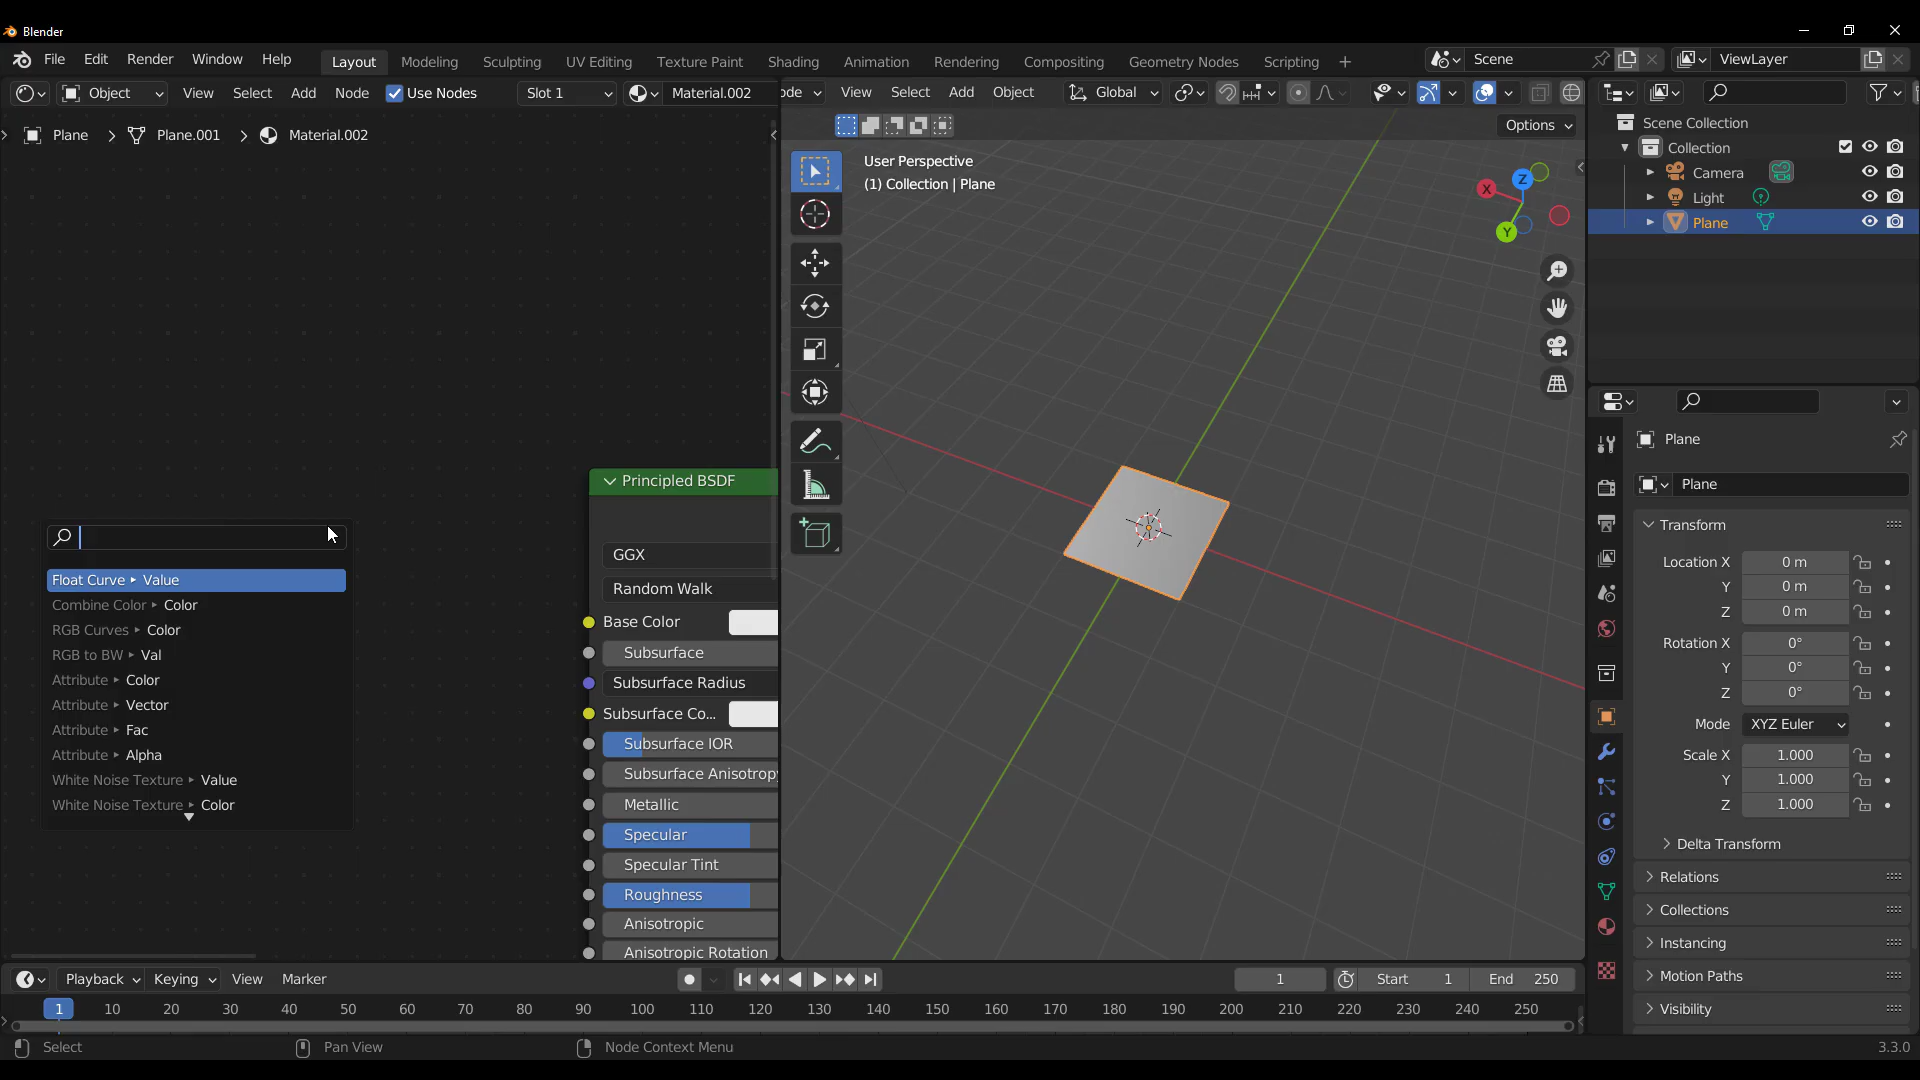 Blender
File Edit Render Window Help Layout Modeling Sculpting UV Editing Texture Paint Shading Animation Rendering Compositing Geometry Nodes Scripting Scene ViewLayer
Object View Select Add Node Use Nodes Slot 1 Material.002
ode View Select Add Object Global
Options
Plane Plane.001 Material.002
User Perspective
(1) Collection | Plane
X Z Y
Scene Collection
Collection
Camera
Light
Plane
Float Curve Value
Combine Color Color
RGB Curves Color
RGB to BW Val
Attribute Color
Attribute Vector
Attribute Fac
Attribute Alpha
White Noise Texture Value
White Noise Texture Color
Principled BSDF
GGX
Random Walk
Base Color
Subsurface
Subsurface Radius
Subsurface Co...
Subsurface IOR
Subsurface Anisotropy
Metallic
Specular
Specular Tint
Roughness
Anisotropic
Anisotropic Rotation
Plane
Plane
Transform
Location X 0 m
Y 0 m
Z 0 m
Rotation X 0°
Y 0°
Z 0°
Mode XYZ Euler
Scale X 1.000
Y 1.000
Z 1.000
Delta Transform
Relations
Collections
Instancing
Motion Paths
Visibility
Playback Keying View Marker 1 Start 1 End 250
1 10 20 30 40 50 60 70 80 90 100 110 120 130 140 150 160 170 180 190 200 210 220 230 240 250
Select Pan View Node Context Menu 3.3.0